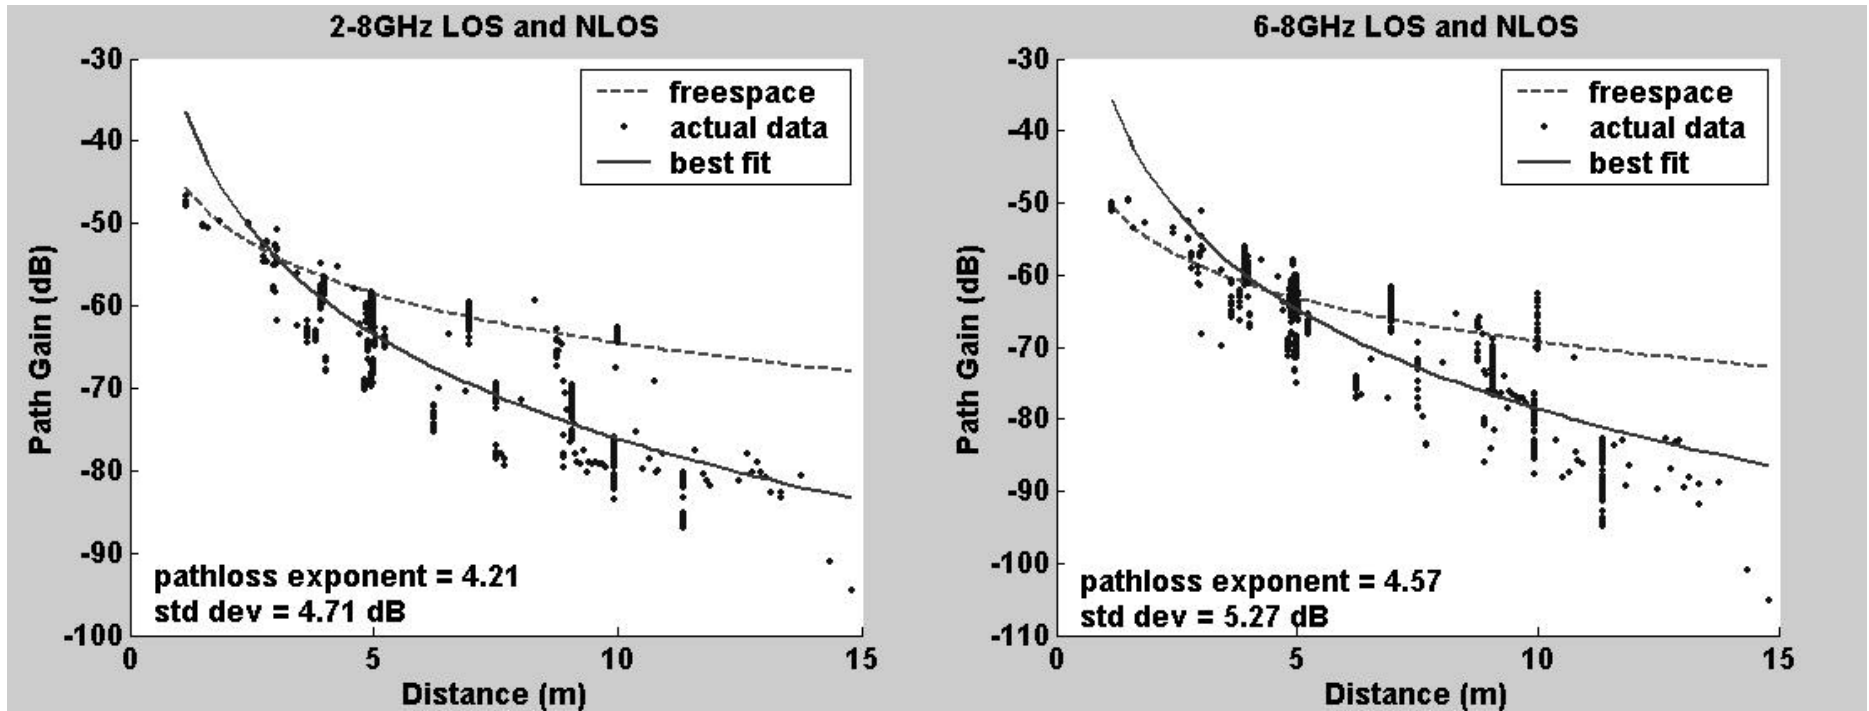 2-8GHz LOS and NLOS
-30
-40
-50
-60
-70
-80
-90
-100
0
5
10
15
Path Gain (dB)
Distance (m)
freespace
actual data
best fit
pathloss exponent = 4.21
std dev = 4.71 dB
6-8GHz LOS and NLOS
-30
-40
-50
-60
-70
-80
-90
-100
-110
0
5
10
15
Path Gain (dB)
Distance (m)
freespace
actual data
best fit
pathloss exponent = 4.57
std dev = 5.27 dB